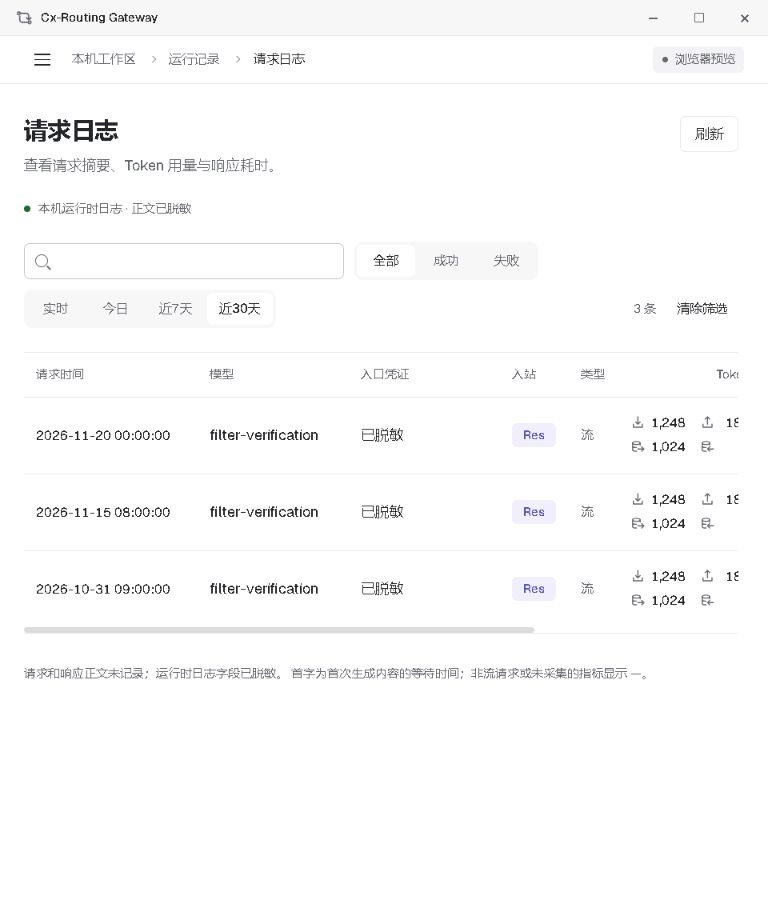 Cx-Routing Gateway
本机工作区 › 运行记录 › 请求日志
浏览器预览
请求日志
刷新
查看请求摘要、Token 用量与响应耗时。
本机运行时日志 · 正文已脱敏
全部 成功 失败
实时 今日 近7天 近30天
3 条 清除筛选
请求时间 模型 入口凭证 入站 类型
2026-11-20 00:00:00 filter-verification 已脱敏 Res 流 1,248
1,024
2026-11-15 08:00:00 filter-verification 已脱敏 Res 流 1,248
1,024
2026-10-31 09:00:00 filter-verification 已脱敏 Res 流 1,248
1,024
请求和响应正文未记录；运行时日志字段已脱敏。 首字为首次生成内容的等待时间；非流请求或未采集的指标显示 —。